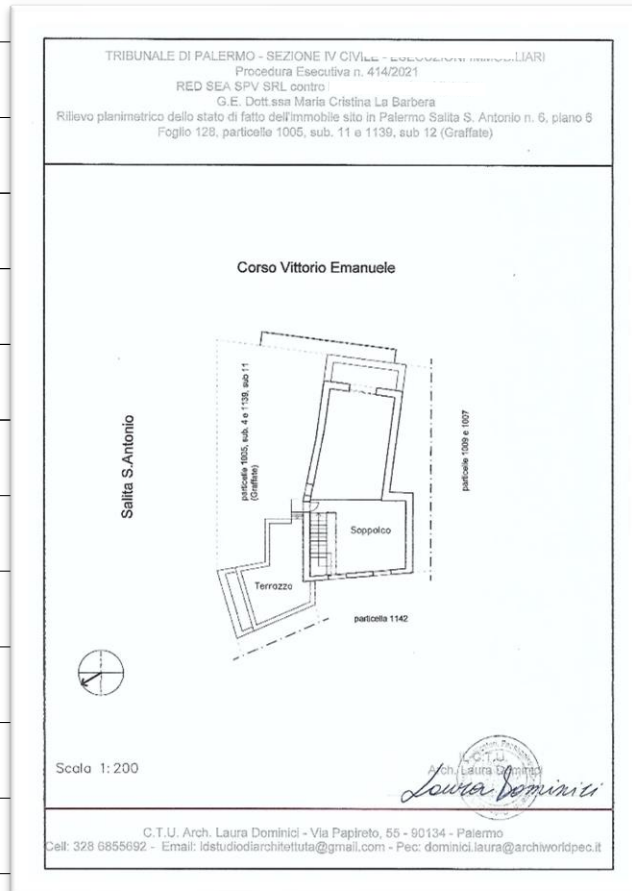 TRIBUNALE DI PALERMO - SEZIONE IV CIVILE - ESECUZIONI IMMOBILIARI
Procedura Esecutiva n. 414/2021
RED SEA SPV SRL contro
G.E. Dott.ssa Maria Cristina La Barbera
Rilievo planimetrico dello stato di fatto dell'immobile sito in Palermo Salita S. Antonio n. 6, piano 6
Foglio 128, particelle 1005, sub. 11 e 1139, sub 12 (Graffate)
Corso Vittorio Emanuele
Salita S.Antonio
particelle 1005, sub. 4 e 1139, sub 11
(Graffate)
particelle 1009 e 1007
Soppolco
Terrazzo
particella 1142
Scala 1:200
Il C.T.U.
Arch. Laura Dominici
Laura Dominici
C.T.U. Arch. Laura Dominici - Via Papireto, 55 - 90134 - Palermo
Cell: 328 6855692 - Email: ldstudiodiarchitettuta@gmail.com - Pec: dominici.laura@archiworldpec.it